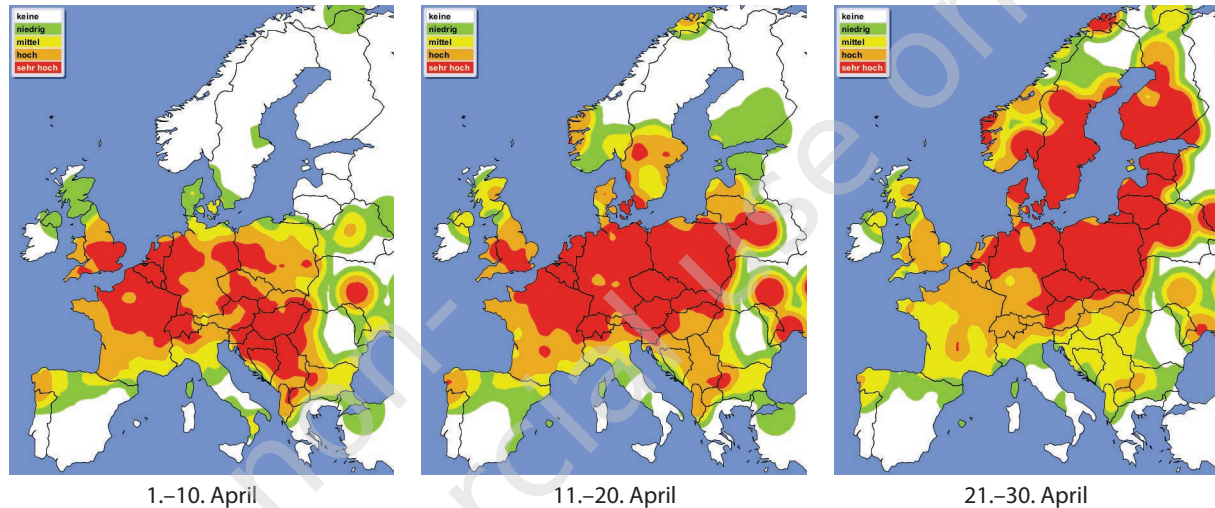 keine
niedrig
mittel
hoch
sehr hoch
keine
niedrig
mittel
hoch
sehr hoch
keine
niedrig
mittel
hoch
sehr hoch
1.–10. April
11.–20. April
21.–30. April